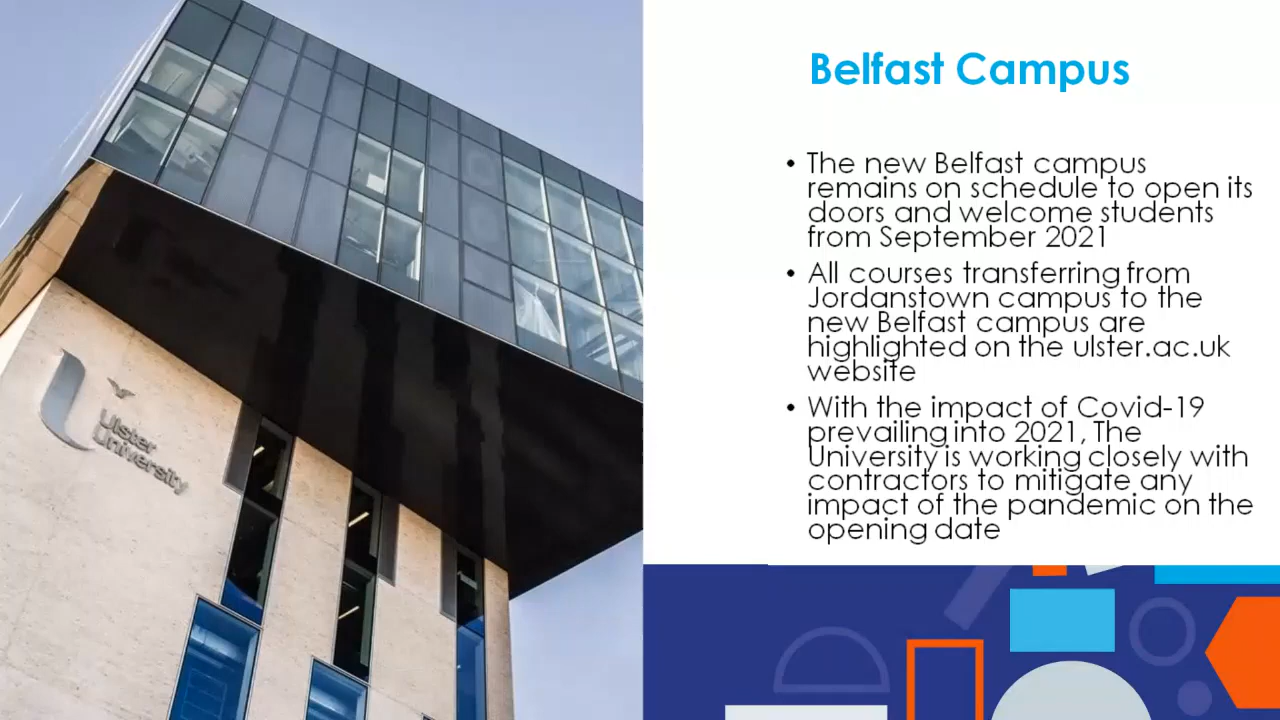 Belfast Campus
• The new Belfast campus
remains on schedule to open its
doors and welcome students
from September 2021
• All courses transferring from
Jordanstown campus to the
new Belfast campus are
highlighted on the ulster.ac.uk
website
• With the impact of Covid-19
prevailing into 2021, The
University is working closely with
contractors to mitigate any
impact of the pandemic on the
opening date
Ulster
University